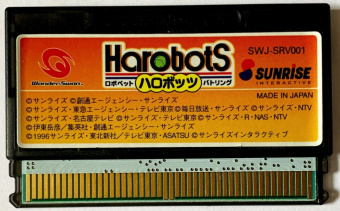 HarobotS
SWJ-SRV001
WonderSwan
ロボペット ハロボッツ バトリング
SUNRISE
INTERACTIVE
MADE IN JAPAN
©サンライズ ©創通エージェンシー・サンライズ
©サンライズ・東急エージェンシー・テレビ東京 ©毎日放送・サンライズ ©サンライズ・NTV
©サンライズ・名古屋テレビ ©サンライズ・テレビ東京 ©サンライズ・R・NAS・NTV
©伊東岳彦/集英社・創通エージェンシー・サンライズ
©1996サンライズ・東北新社/テレビ東京・ASATSU ©サンライズインタラクティブ